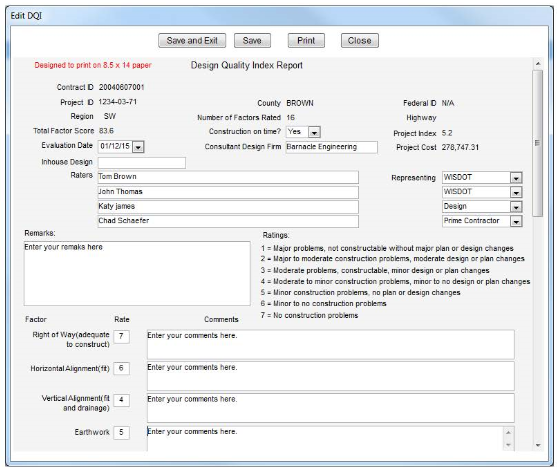 Edit DQI
Save and Exit Save Print Close
Designed to print on 8.5 x 14 paper
Design Quality Index Report
Contract ID 20040607001
Project ID 1234-03-71 County BROWN Federal ID N/A
Region SW Number of Factors Rated 16 Highway
Total Factor Score 83.6 Construction on time? Yes Project Index 5.2
Evaluation Date 01/12/15 Consultant Design Firm Barnacle Engineering Project Cost 278,747.31
Inhouse Design
Raters Tom Brown Representing WISDOT
John Thomas WISDOT
Katy james Design
Chad Schaefer Prime Contractor
Remarks:
Enter your remaks here
Ratings:
1 = Major problems, not constructable without major plan or design changes
2 = Major to moderate construction problems, moderate design or plan changes
3 = Moderate problems, constructable, minor design or plan changes
4 = Moderate to minor construction problems, minor to no design or plan changes
5 = Minor construction problems, no plan or design changes
6 = Minor to no construction problems
7 = No construction problems
Factor Rate Comments
Right of Way(adequate
to construct) 7 Enter your comments here.
Horizontal Alignment(fit) 6 Enter your comments here.
Vertical Alignment(fit
and drainage) 4 Enter your comments here.
Earthwork 5 Enter your comments here.